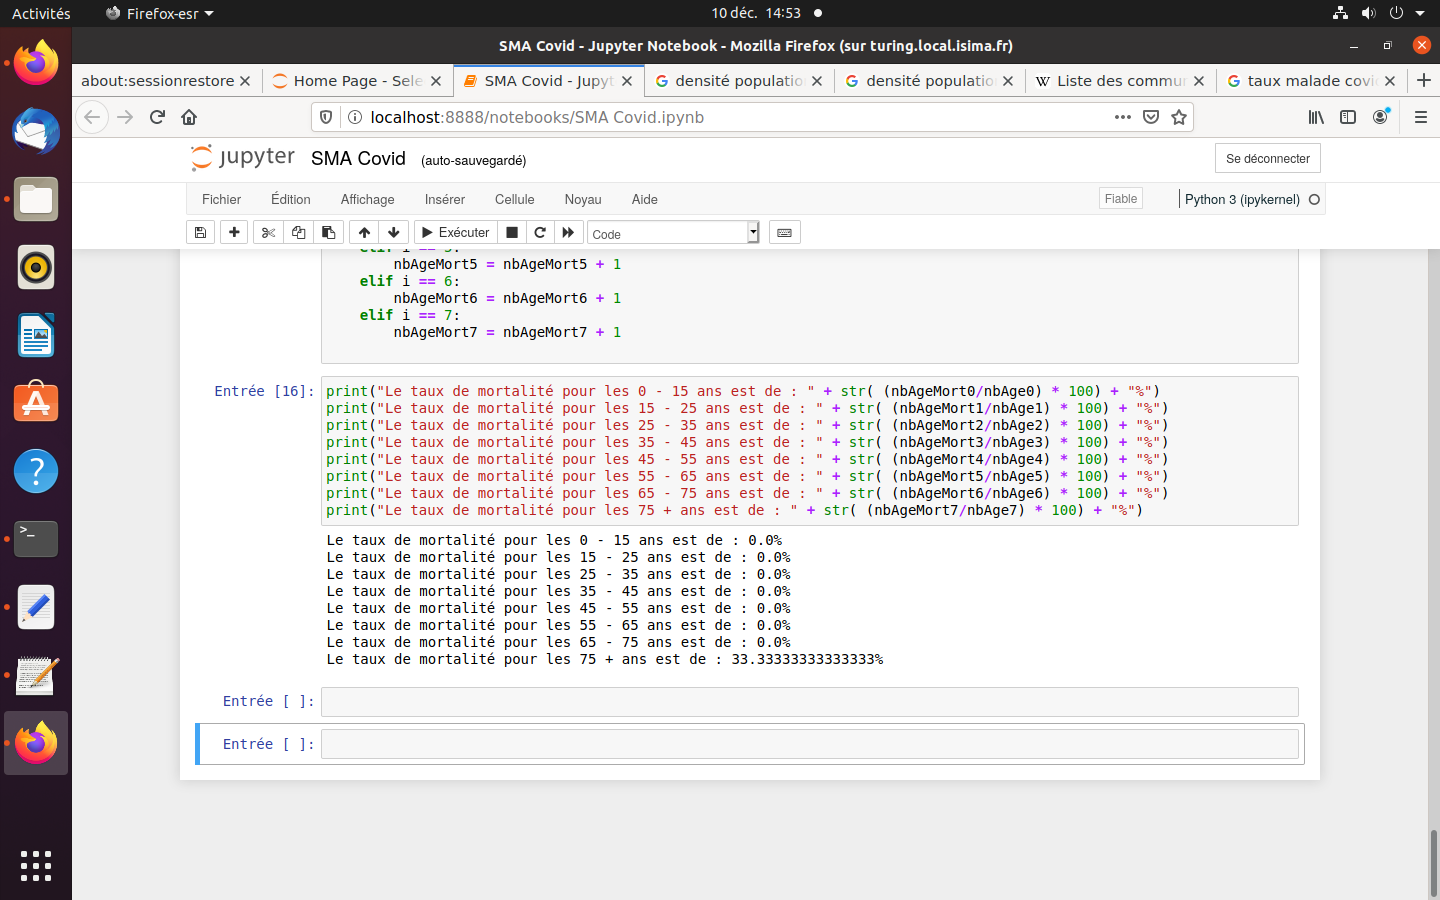 Activités
Firefox-esr
10 déc. 14:53
SMA Covid - Jupyter Notebook - Mozilla Firefox (sur turing.local.isima.fr)
about:sessionrestore
Home Page - Sele
SMA Covid - Jupyt
densité populatio
densité populatio
Liste des commu
taux malade covi
localhost:8888/notebooks/SMA Covid.ipynb
jupyter
SMA Covid (auto-sauvegardé)
Se déconnecter
Fichier Édition Affichage Insérer Cellule Noyau Aide
Fiable
Python 3 (ipykernel)
Exécuter
Code
nbAgeMort5 = nbAgeMort5 + 1
elif i == 6:
nbAgeMort6 = nbAgeMort6 + 1
elif i == 7:
nbAgeMort7 = nbAgeMort7 + 1
Entrée [16]:
print("Le taux de mortalité pour les 0 - 15 ans est de : " + str( (nbAgeMort0/nbAge0) * 100) + "%")
print("Le taux de mortalité pour les 15 - 25 ans est de : " + str( (nbAgeMort1/nbAge1) * 100) + "%")
print("Le taux de mortalité pour les 25 - 35 ans est de : " + str( (nbAgeMort2/nbAge2) * 100) + "%")
print("Le taux de mortalité pour les 35 - 45 ans est de : " + str( (nbAgeMort3/nbAge3) * 100) + "%")
print("Le taux de mortalité pour les 45 - 55 ans est de : " + str( (nbAgeMort4/nbAge4) * 100) + "%")
print("Le taux de mortalité pour les 55 - 65 ans est de : " + str( (nbAgeMort5/nbAge5) * 100) + "%")
print("Le taux de mortalité pour les 65 - 75 ans est de : " + str( (nbAgeMort6/nbAge6) * 100) + "%")
print("Le taux de mortalité pour les 75 + ans est de : " + str( (nbAgeMort7/nbAge7) * 100) + "%")
Le taux de mortalité pour les 0 - 15 ans est de : 0.0%
Le taux de mortalité pour les 15 - 25 ans est de : 0.0%
Le taux de mortalité pour les 25 - 35 ans est de : 0.0%
Le taux de mortalité pour les 35 - 45 ans est de : 0.0%
Le taux de mortalité pour les 45 - 55 ans est de : 0.0%
Le taux de mortalité pour les 55 - 65 ans est de : 0.0%
Le taux de mortalité pour les 65 - 75 ans est de : 0.0%
Le taux de mortalité pour les 75 + ans est de : 33.33333333333333%
Entrée [ ]:
Entrée [ ]: